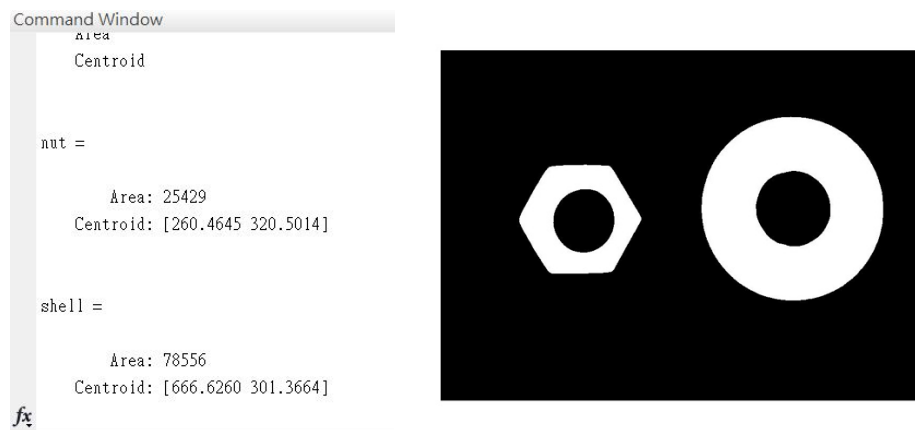 Command Window
Area
Centroid
nut =
Area: 25429
Centroid: [260.4645 320.5014]
shell =
Area: 78556
Centroid: [666.6260 301.3664]
fx